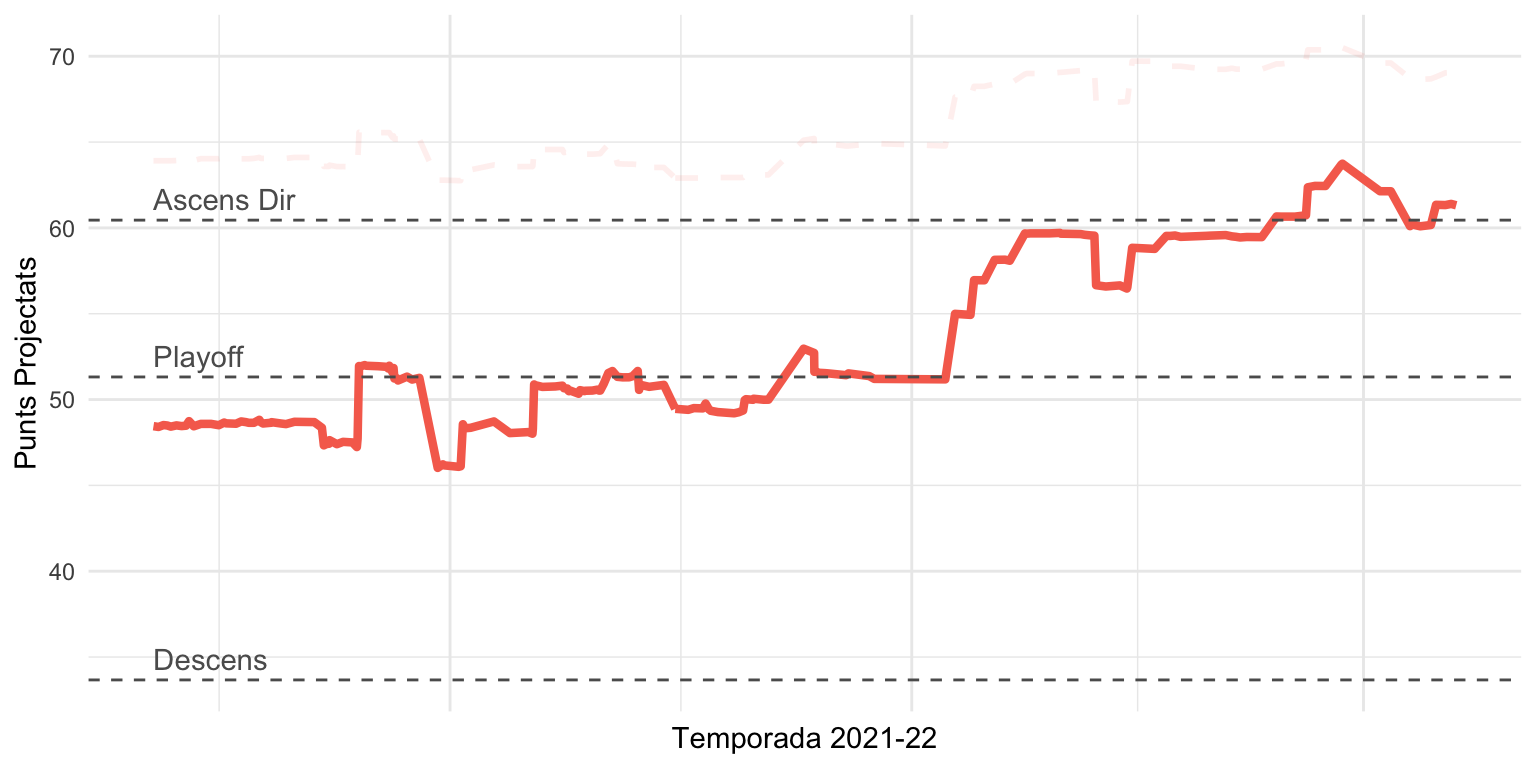 70
Ascens Dir
60
Playoff
50
40
Descens
Punts Projectats
Temporada 2021-22